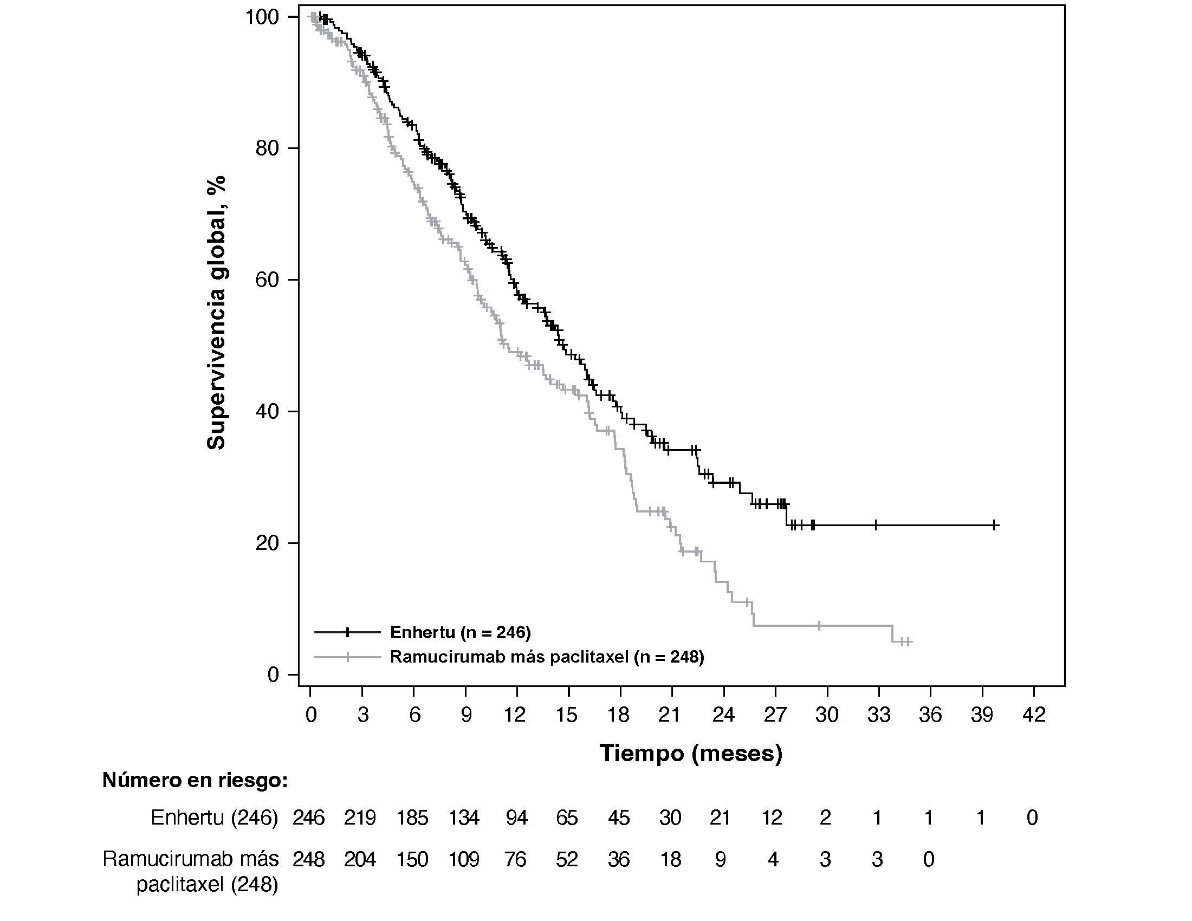 100
80
60
40
20
0
Supervivencia global, %
Enhertu (n = 246)
Ramucirumab más paclitaxel (n = 248)
0 3 6 9 12 15 18 21 24 27 30 33 36 39 42
Tiempo (meses)
Número en riesgo:
Enhertu (246) 246 219 185 134 94 65 45 30 21 12 2 1 1 1 0
Ramucirumab más 248 204 150 109 76 52 36 18 9 4 3 3 0
paclitaxel (248)